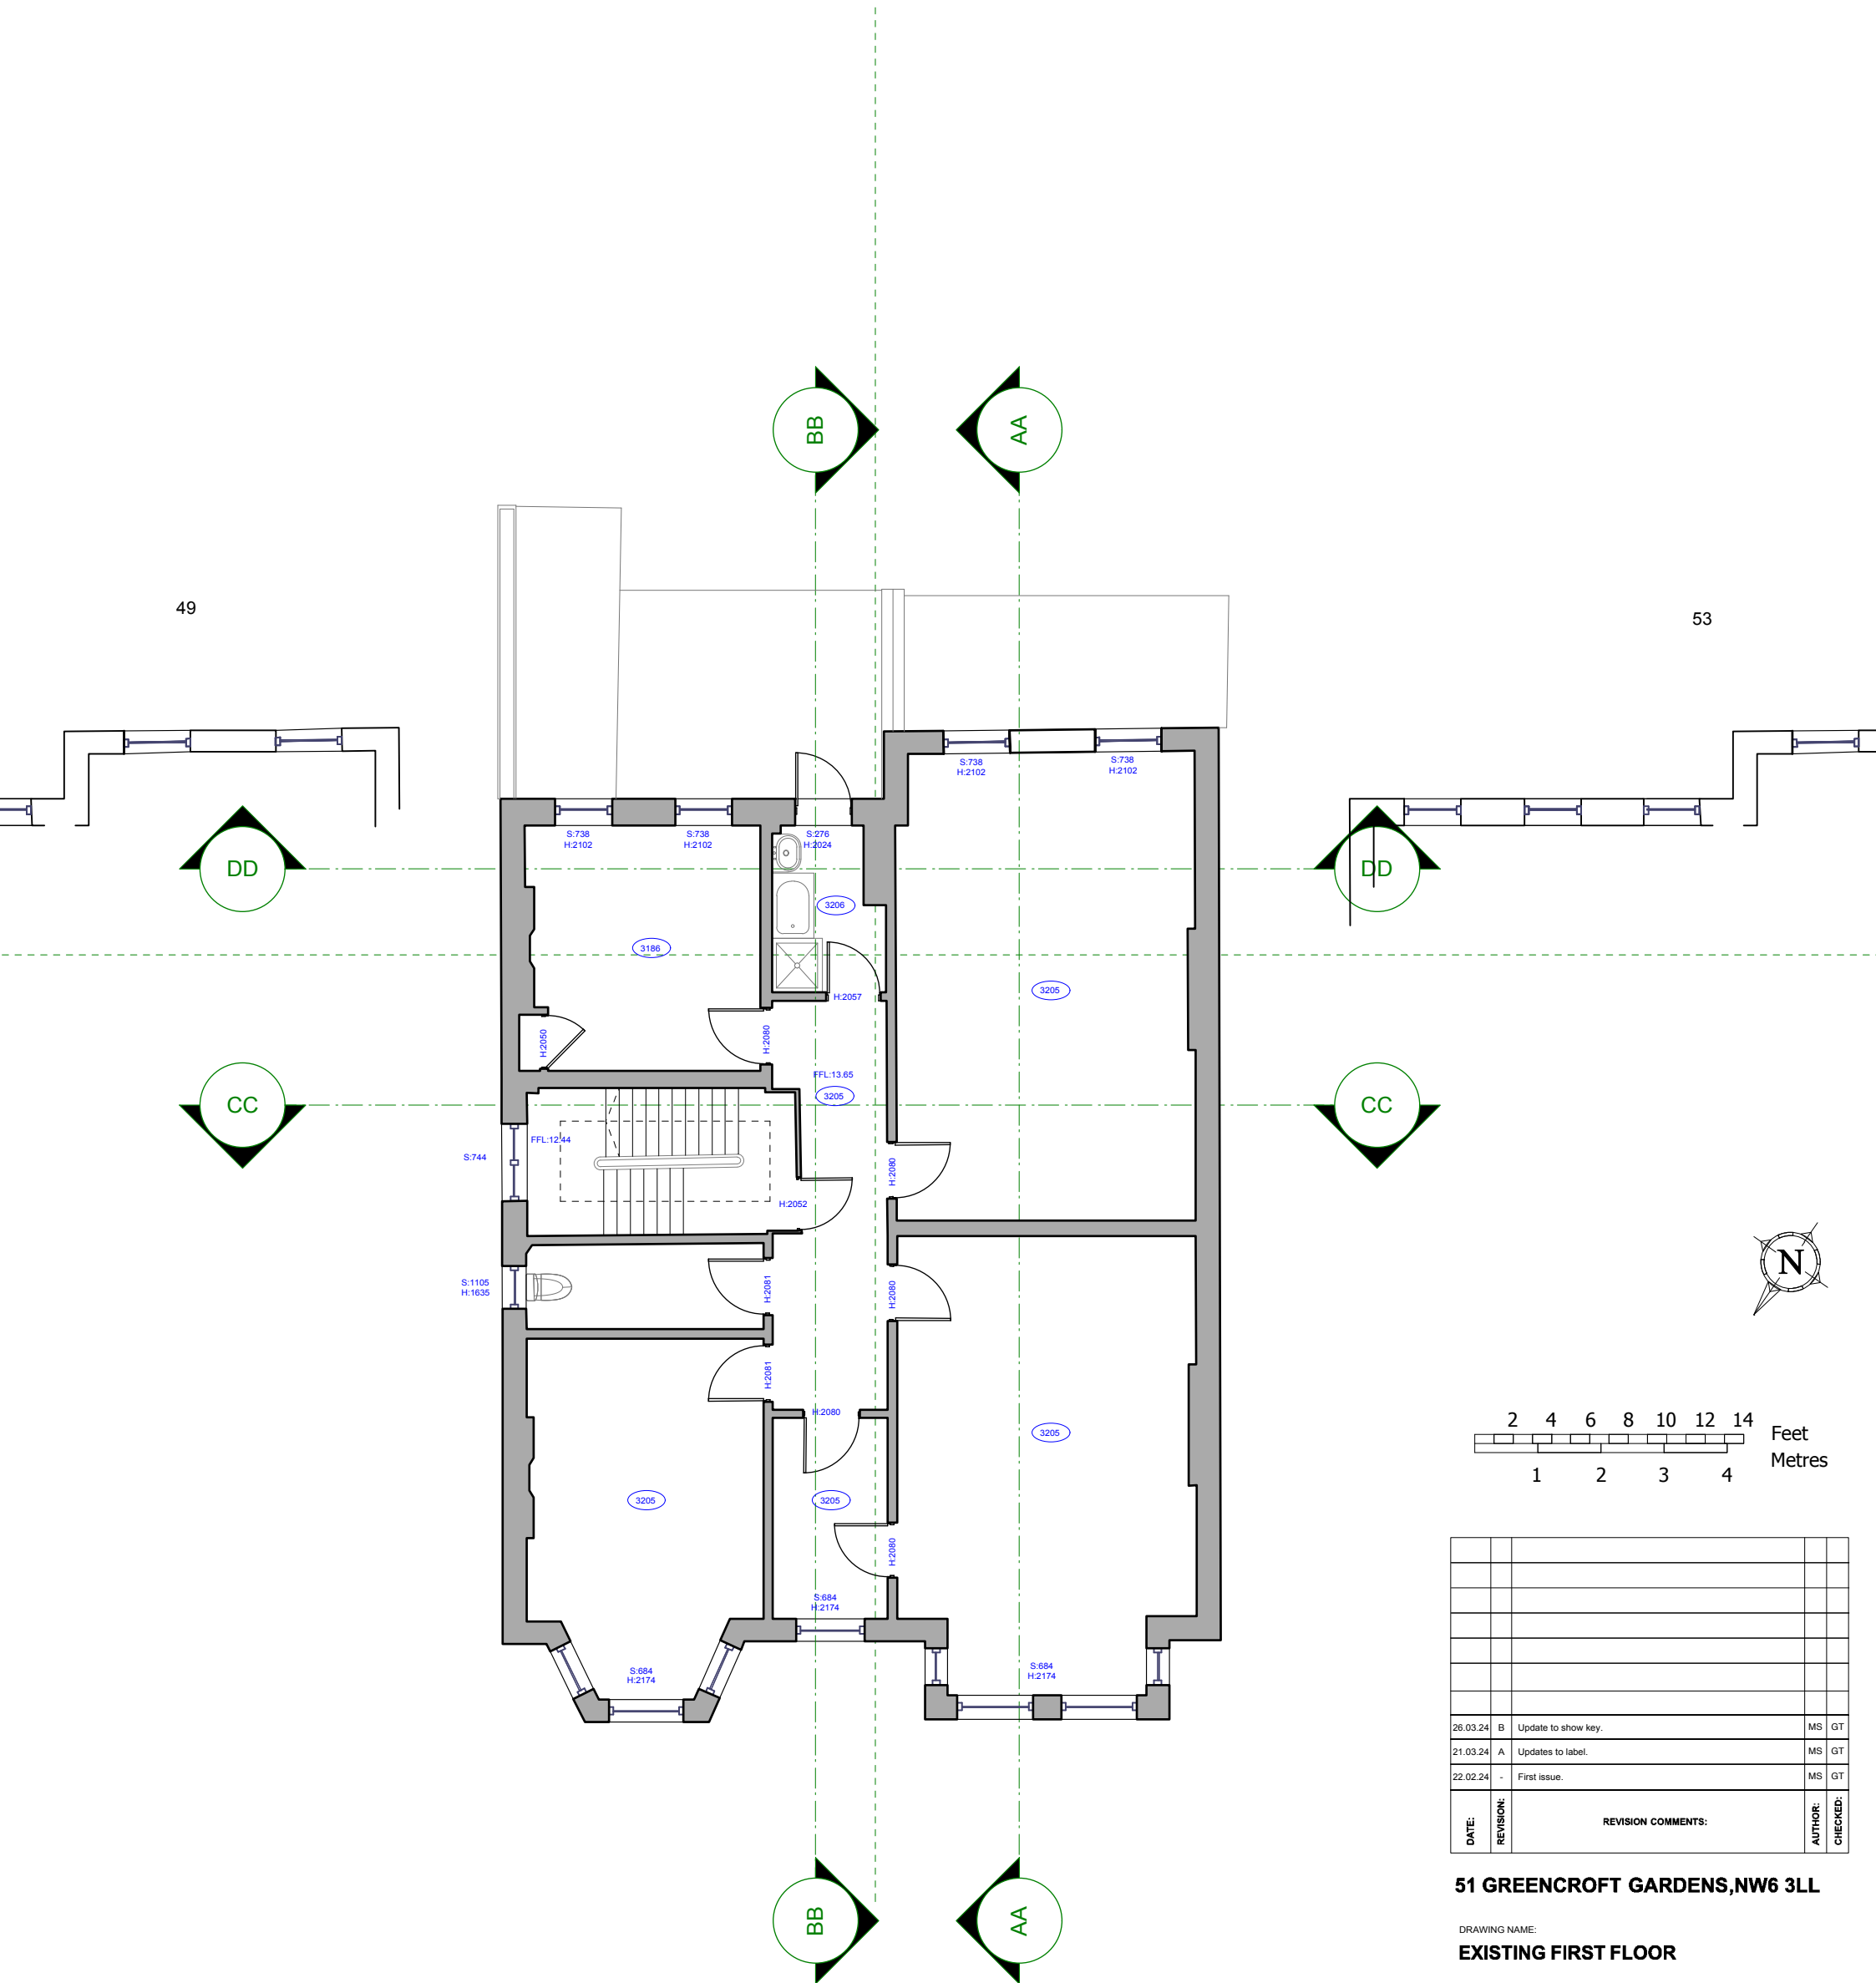 BB
AA
49
53
S:738
H:2102
S:738
H:2102
S:738
H:2102
S:738
H:2102
S:276
H:2024
DD
DD
3206
3186
3205
H:2057
H:2050
H:2080
FFL:13.65
3205
CC
CC
FFL:12.44
S:744
H:2080
H:2052
S:1105
H:1635
H:2081
H:2080
N
H:2081
H:2080
3205
2 4 6 8 10 12 14 Feet
Metres
1 2 3 4
3205
3205
H:2080
S:684
H:2174
S:684
H:2174
S:684
H:2174
26.03.24 B Update to show key. MS GT
21.03.24 A Updates to label. MS GT
22.02.24 - First issue. MS GT
DATE: REVISION: REVISION COMMENTS: AUTHOR: CHECKED:
51 GREENCROFT GARDENS,NW6 3LL
BB
AA
DRAWING NAME:
EXISTING FIRST FLOOR